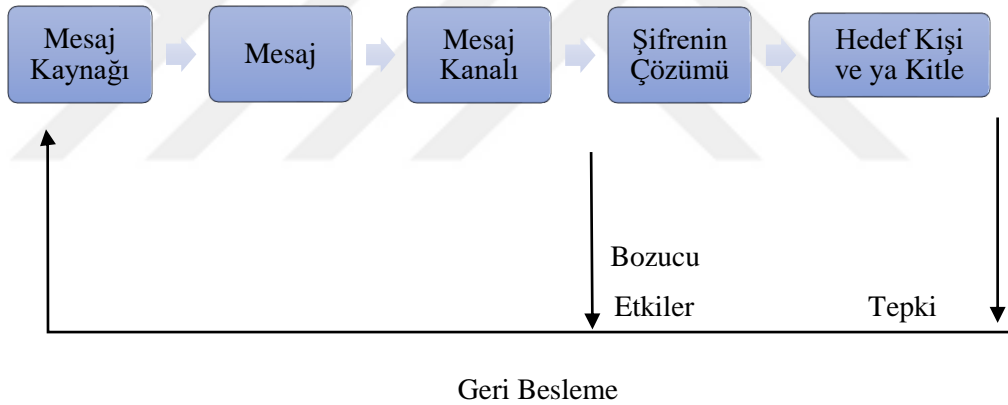 Mesaj
Kaynağı
Mesaj
Mesaj
Kanalı
Şifrenin
Çözümü
Hedef Kişi
ve ya Kitle
Bozucu
Etkiler
Tepki
Geri Besleme